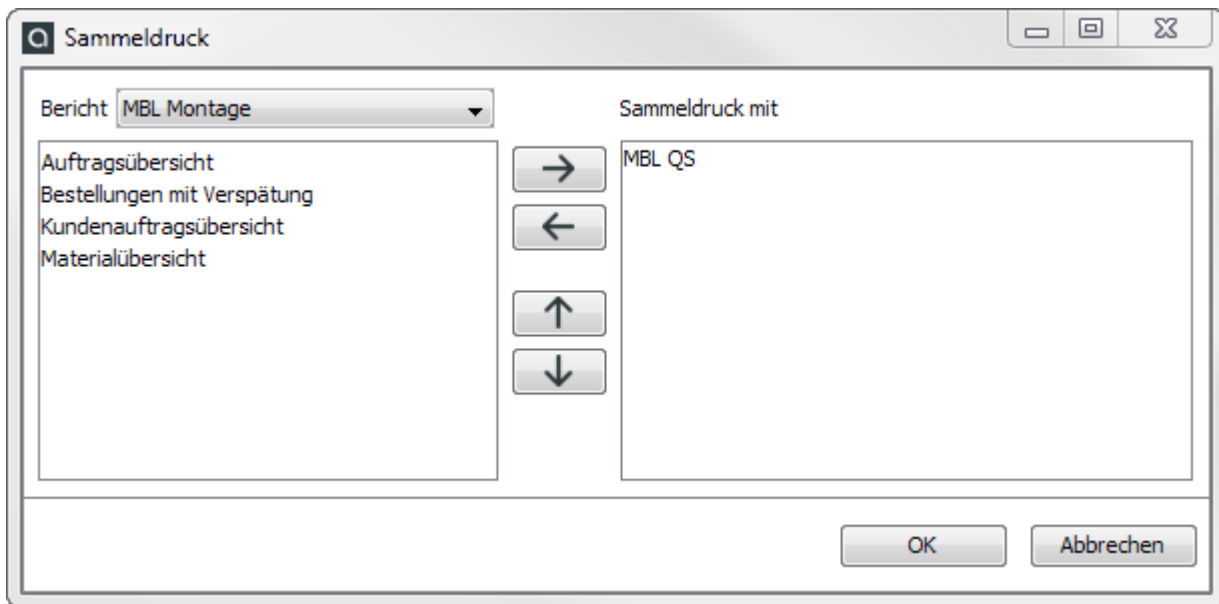 Sammeldruck
Bericht MBL Montage
Auftragsübersicht
Bestellungen mit Verspätung
Kundenauftragsübersicht
Materialübersicht
Sammeldruck mit
MBL QS
OK Abbrechen